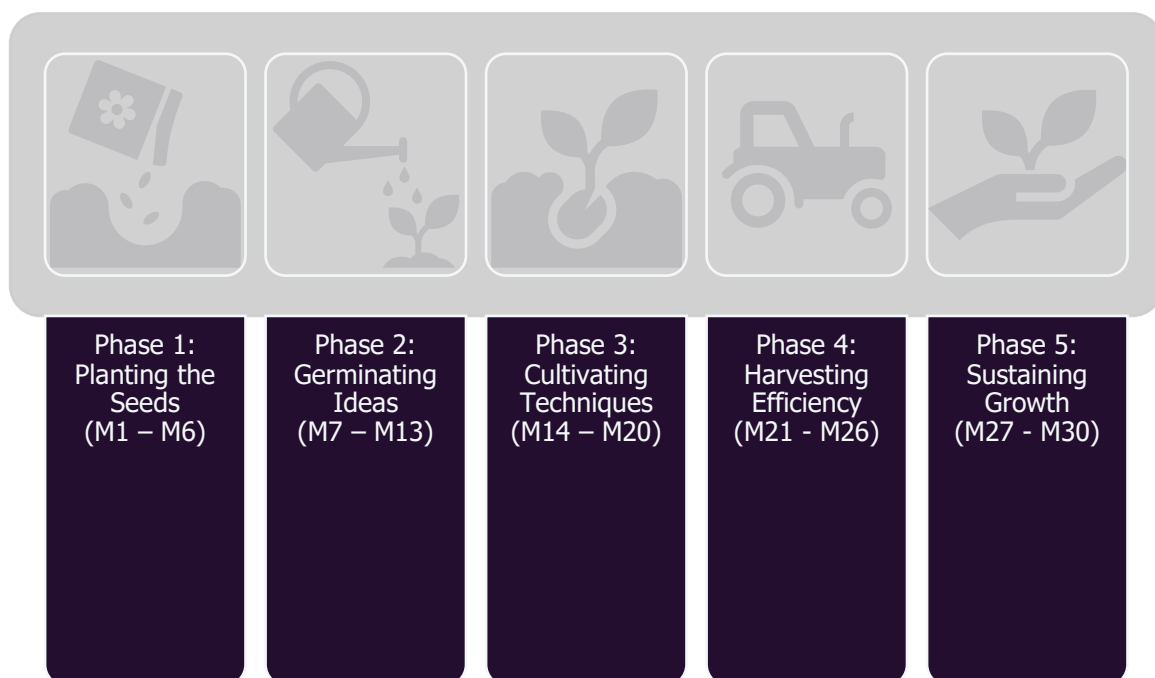 Phase 1:
Planting the
Seeds
(M1 – M6)
Phase 2:
Germinating
Ideas
(M7 – M13)
Phase 3:
Cultivating
Techniques
(M14 – M20)
Phase 4:
Harvesting
Efficiency
(M21 - M26)
Phase 5:
Sustaining
Growth
(M27 - M30)